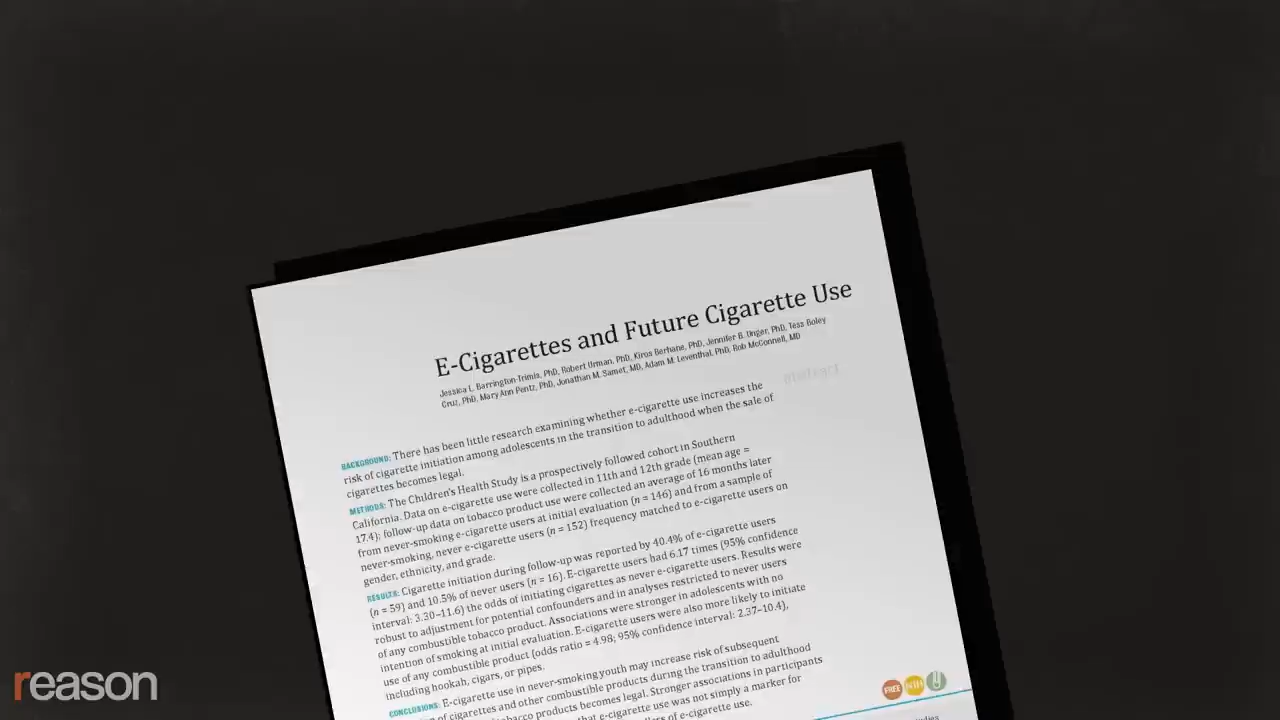 E-Cigarettes and Future Cigarette Use
Jessica L. Barrington-Trimis, PhD, Robert Urman, PhD, Kiros Berhane, PhD, Jennifer B. Unger, PhD, Tess Boley
Cruz, PhD, Mary Ann Pentz, PhD, Jonathan M. Samet, MD, Adam M. Leventhal, PhD, Rob McConnell, MD
abstract
BACKGROUND: There has been little research examining whether e-cigarette use increases the
risk of cigarette initiation among adolescents in the transition to adulthood when the sale of
cigarettes becomes legal.
METHODS: The Children's Health Study is a prospectively followed cohort in Southern
California. Data on e-cigarette use were collected in 11th and 12th grade (mean age =
17.4); follow-up data on tobacco product use were collected an average of 16 months later
from never-smoking e-cigarette users at initial evaluation (n = 146) and from a sample of
never-smoking, never e-cigarette users (n = 152) frequency matched to e-cigarette users on
gender, ethnicity, and grade.
RESULTS: Cigarette initiation during follow-up was reported by 40.4% of e-cigarette users
(n = 59) and 10.5% of never users (n = 16). E-cigarette users had 6.17 times (95% confidence
interval: 3.30–11.6) the odds of initiating cigarettes as never e-cigarette users. Results were
robust to adjustment for potential confounders and in analyses restricted to never users
of any combustible tobacco product. Associations were stronger in adolescents with no
intention of smoking at initial evaluation. E-cigarette users were also more likely to initiate
use of any combustible product (odds ratio = 4.98; 95% confidence interval: 2.37–10.4),
including hookah, cigars, or pipes.
CONCLUSIONS: E-cigarette use in never-smoking youth may increase risk of subsequent
of cigarettes and other combustible products during the transition to adulthood
tobacco products becomes legal. Stronger associations in participants
that e-cigarette use was not simply a marker for
of e-cigarette use.
FREE NIH
reason